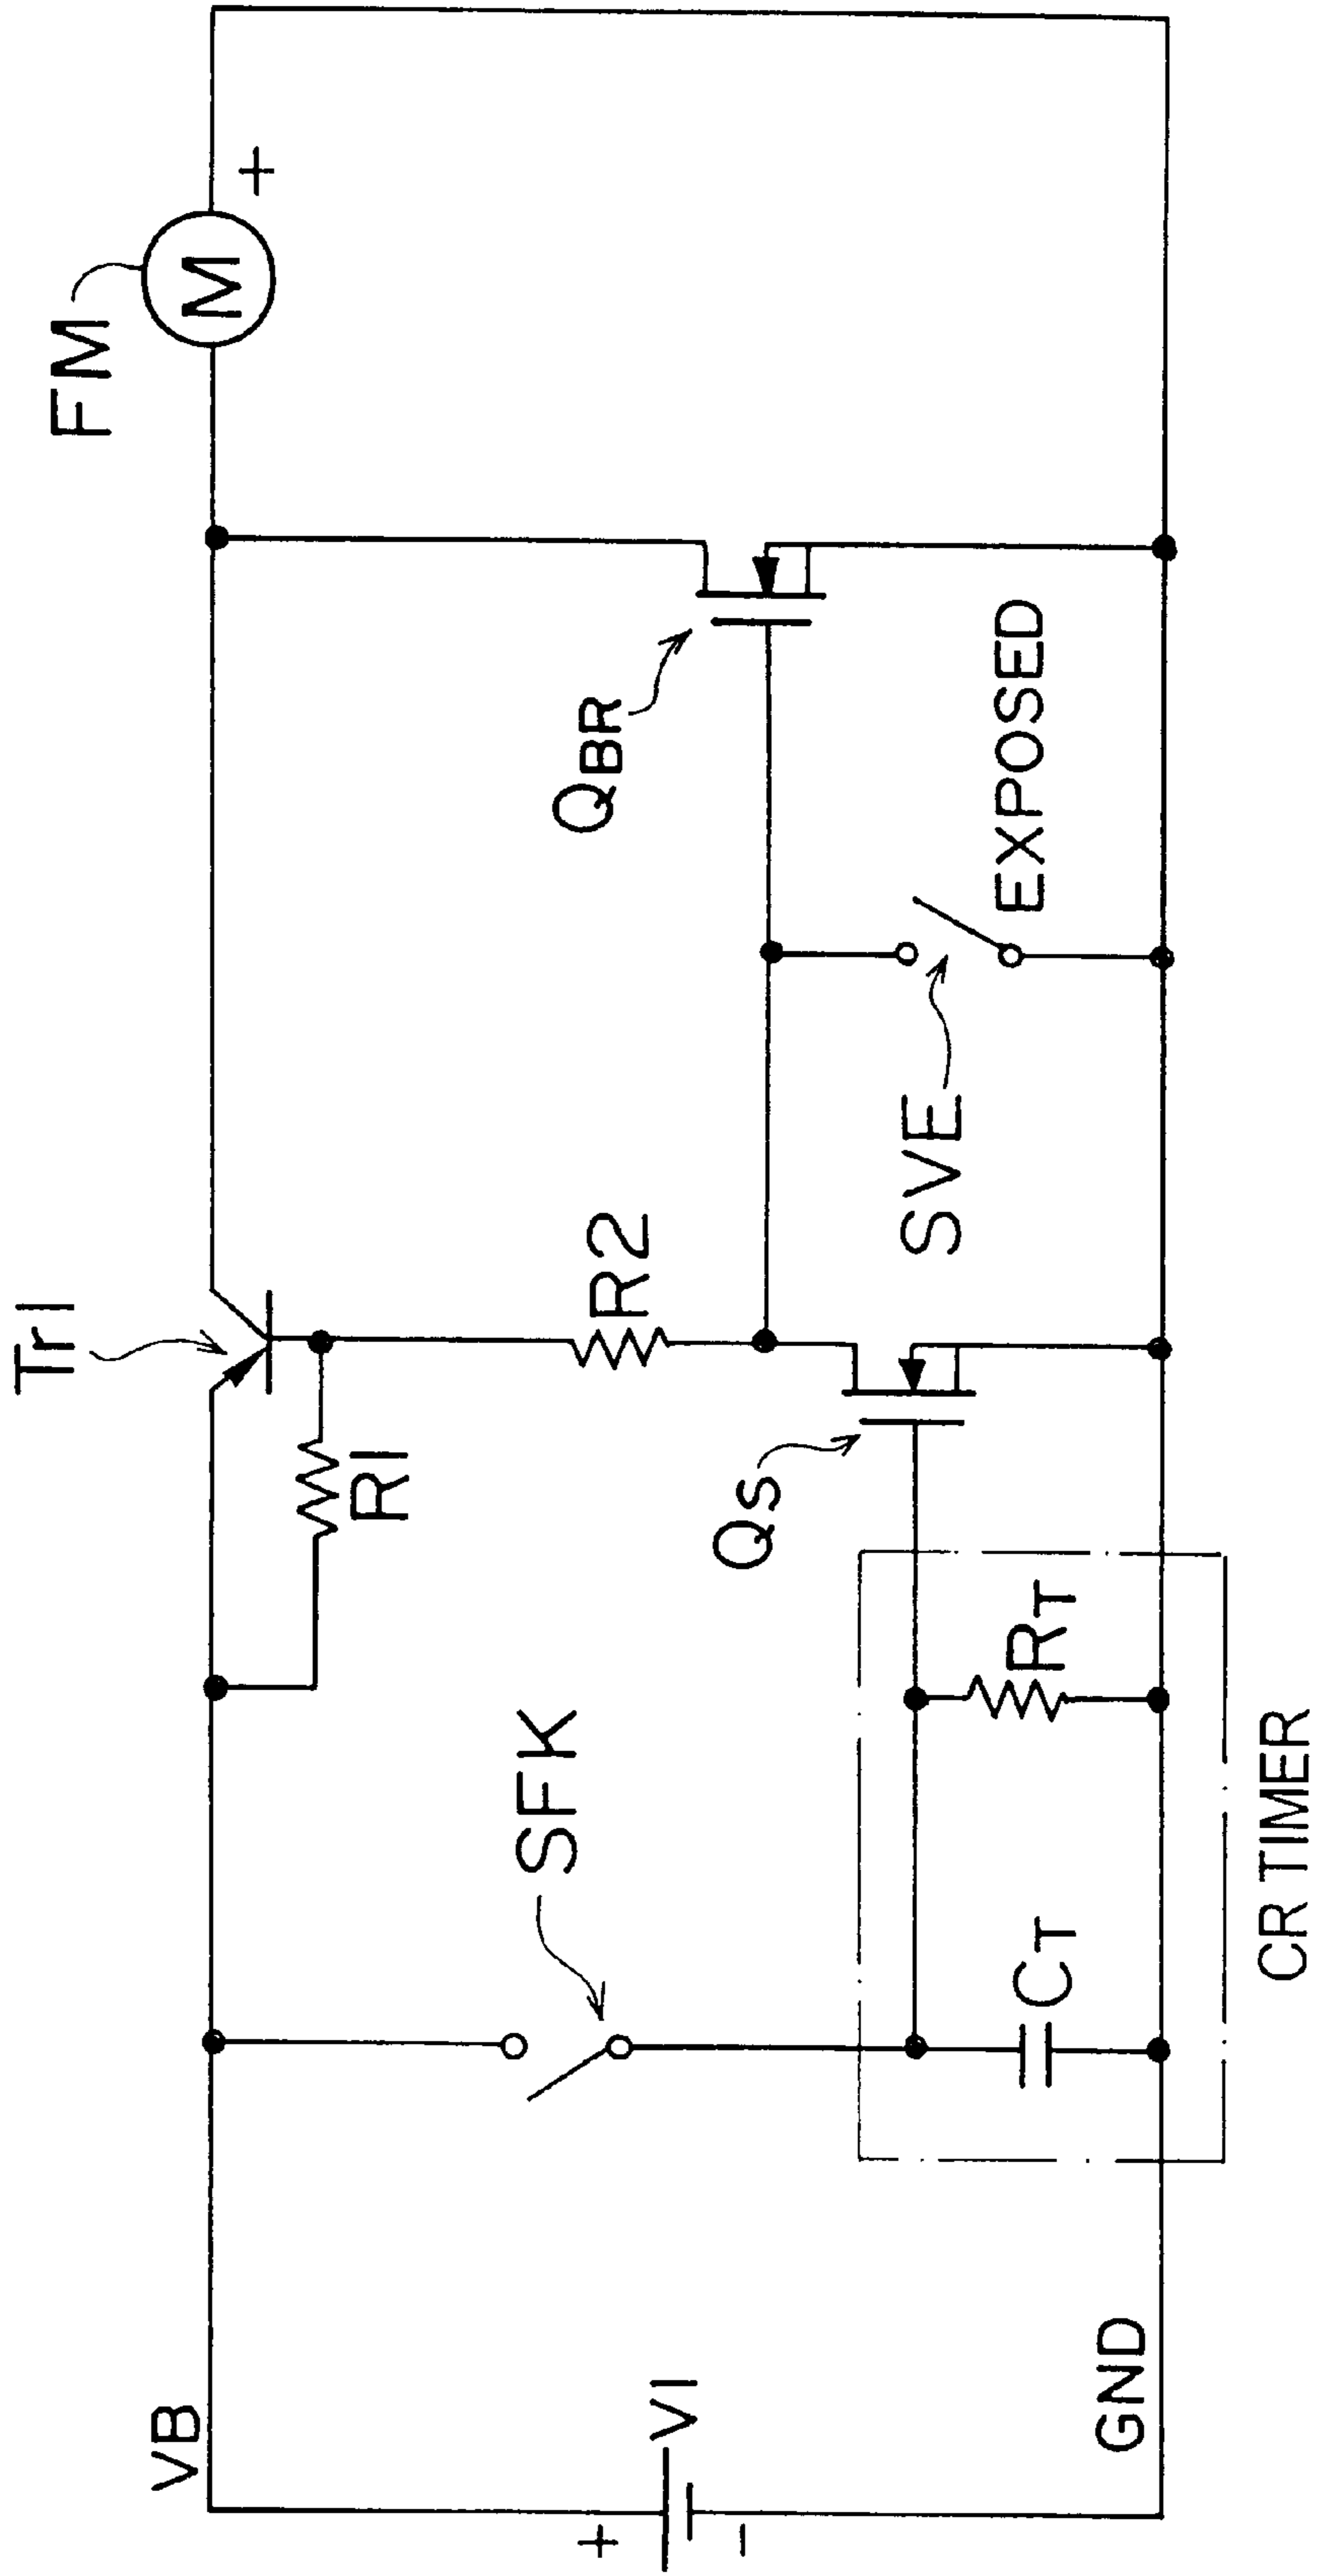 Tr1
FM
M
+
VB
R1
R2
SFK
QBR
QS
SVE
EXPOSED
V1
+
-
CT
RT
GND
CR TIMER